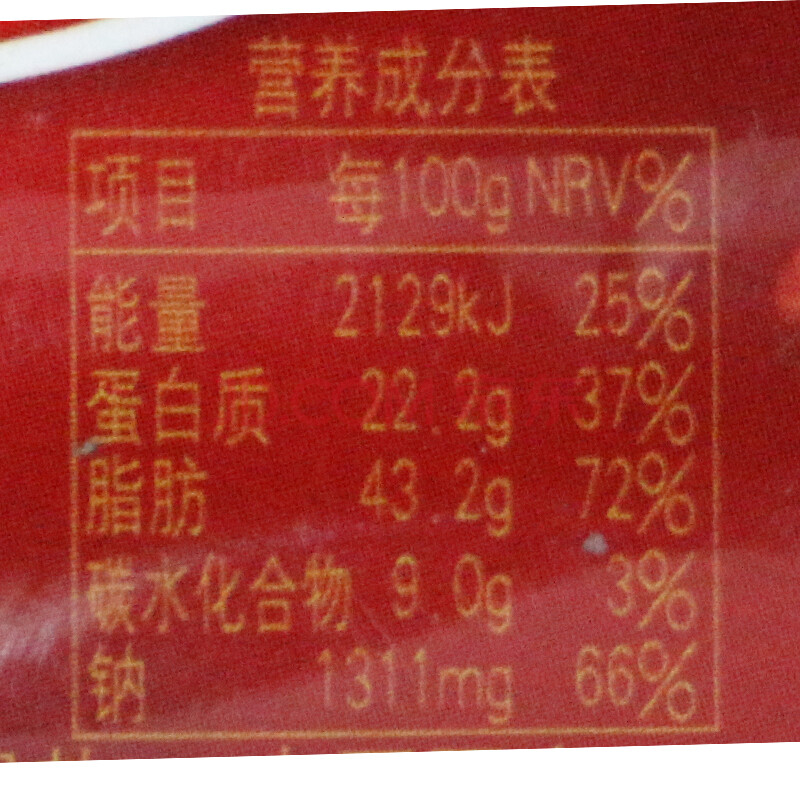 营养成分表
项目 每100g NRV%
能量 2129kJ 25%
蛋白质 22.2g 37%
脂肪 43.2g 72%
碳水化合物 9.0g 3%
钠 1311mg 66%